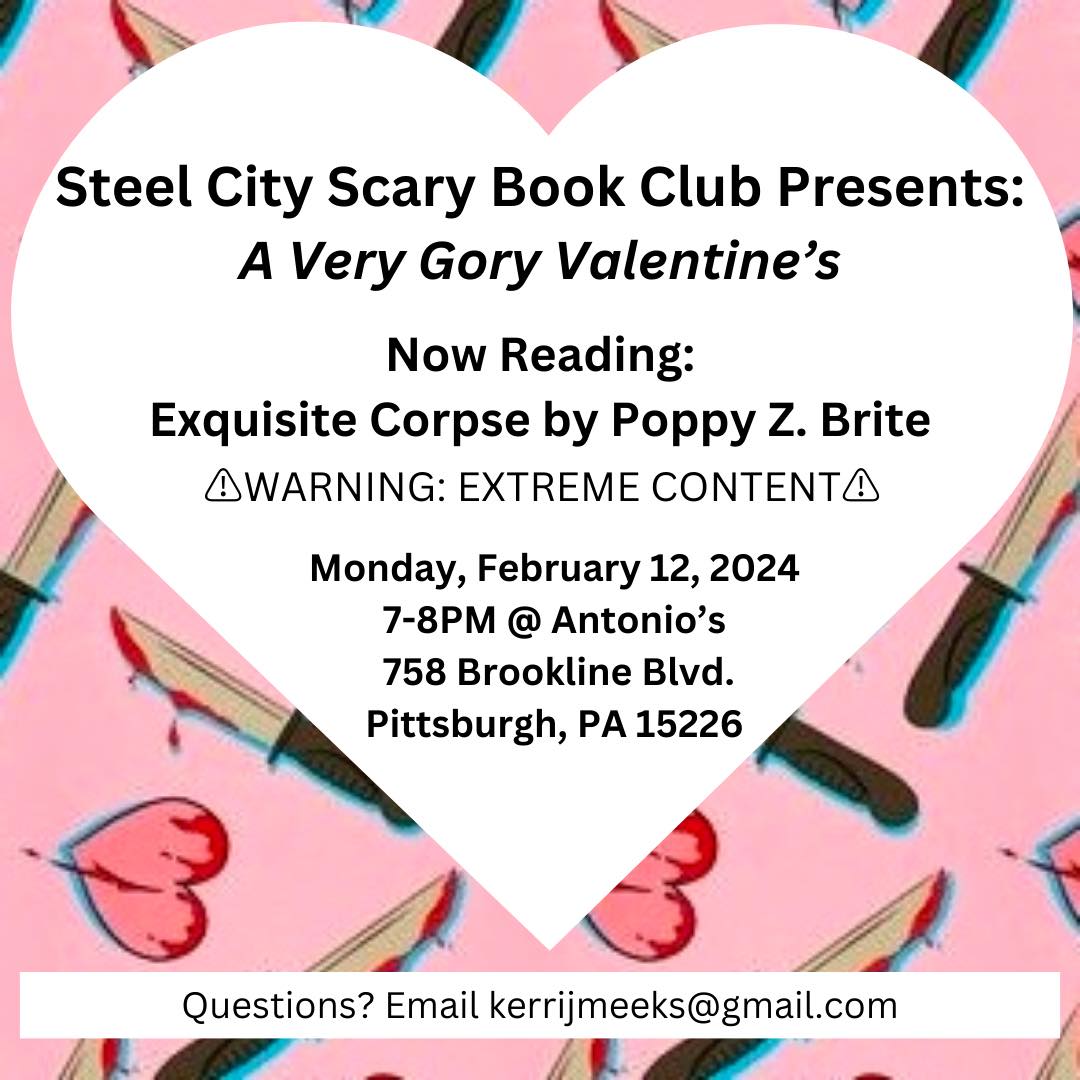 Steel City Scary Book Club Presents:
A Very Gory Valentine’s
Now Reading:
Exquisite Corpse by Poppy Z. Brite
⚠WARNING: EXTREME CONTENT⚠
Monday, February 12, 2024
7-8PM @ Antonio’s
758 Brookline Blvd.
Pittsburgh, PA 15226
Questions? Email kerrijmeeks@gmail.com